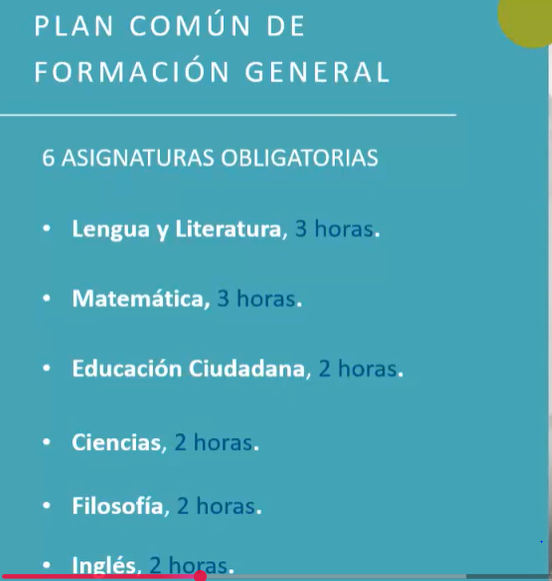 PLAN COMÚN DE
FORMACIÓN GENERAL
6 ASIGNATURAS OBLIGATORIAS
• Lengua y Literatura, 3 horas.
• Matemática, 3 horas.
• Educación Ciudadana, 2 horas.
• Ciencias, 2 horas.
• Filosofía, 2 horas.
• Inglés, 2 horas.